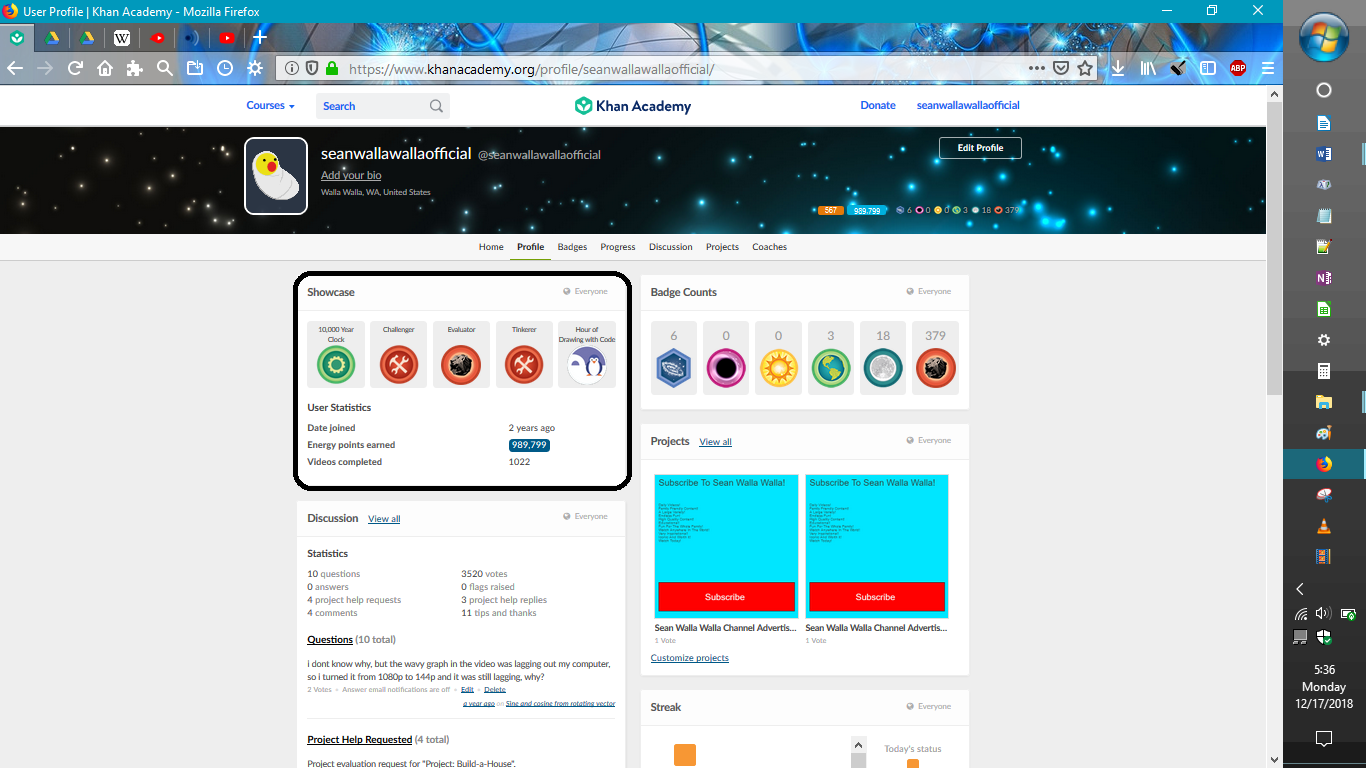 User Profile | Khan Academy - Mozilla Firefox
https://www.khanacademy.org/profile/seanwallawallaofficial/
Courses
Search
Khan Academy
Donate
seanwallawallaofficial
seanwallawallaofficial @seanwallawallaofficial
Add your bio
Walla Walla, WA, United States
Edit Profile
567 989,799 6 0 0 3 18 379
Home Profile Badges Progress Discussion Projects Coaches
Showcase Everyone
10,000 Year Clock
Challenger
Evaluator
Tinkerer
Hour of Drawing with Code
User Statistics
Date joined 2 years ago
Energy points earned 989,799
Videos completed 1022
Badge Counts Everyone
6 0 0 3 18 379
Projects View all Everyone
Subscribe To Sean Walla Walla!
Subscribe
Sean Walla Walla Channel Advertis...
1 Vote
Subscribe To Sean Walla Walla!
Subscribe
Sean Walla Walla Channel Advertis...
1 Vote
Customize projects
Discussion View all Everyone
Statistics
10 questions 3520 votes
0 answers 0 flags raised
4 project help requests 3 project help replies
4 comments 11 tips and thanks
Questions (10 total)
i dont know why, but the wavy graph in the video was lagging out my computer,
so i turned it from 1080p to 144p and it was still lagging, why?
2 Votes • Answer email notifications are off • Edit • Delete
a year ago on Sine and cosine from rotating vector
Project Help Requested (4 total)
Project evaluation request for "Project: Build-a-House".
Streak Everyone
Today's status
ABP
5:36
Monday
12/17/2018